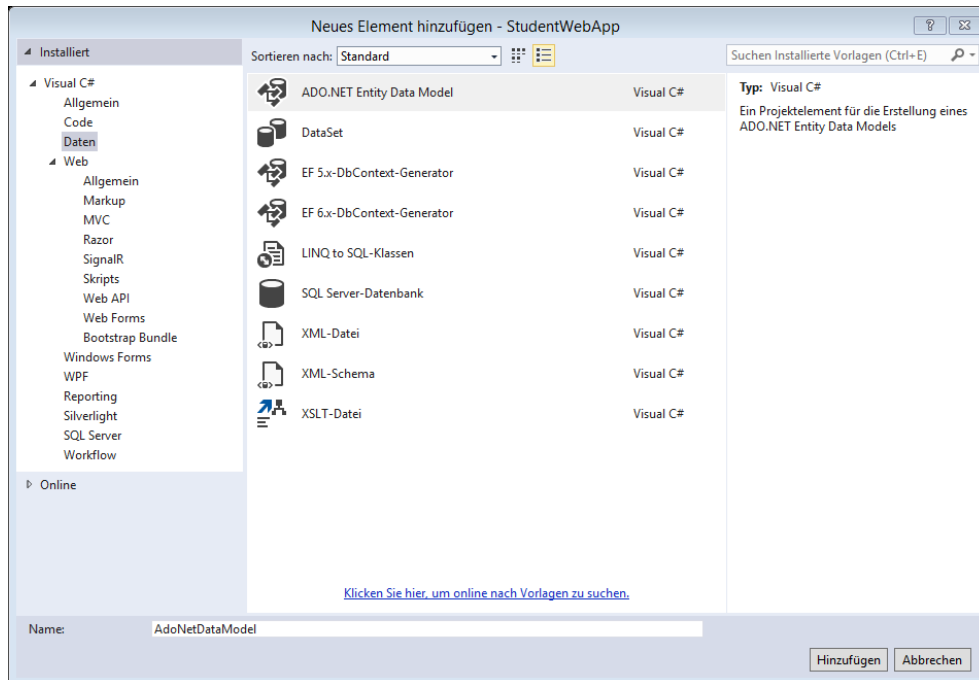 Neues Element hinzufügen - StudentWebApp
Installiert
Visual C#
Allgemein
Code
Daten
Web
Allgemein
Markup
MVC
Razor
SignalR
Skripts
Web API
Web Forms
Bootstrap Bundle
Windows Forms
WPF
Reporting
Silverlight
SQL Server
Workflow
Online
Sortieren nach: Standard
ADO.NET Entity Data Model Visual C#
DataSet Visual C#
EF 5.x-DbContext-Generator Visual C#
EF 6.x-DbContext-Generator Visual C#
LINQ to SQL-Klassen Visual C#
SQL Server-Datenbank Visual C#
XML-Datei Visual C#
XML-Schema Visual C#
XSLT-Datei Visual C#
Klicken Sie hier, um online nach Vorlagen zu suchen.
Suchen Installierte Vorlagen (Ctrl+E)
Typ: Visual C#
Ein Projektelement für die Erstellung eines
ADO.NET Entity Data Models
Name: AdoNetDataModel
Hinzufügen Abbrechen